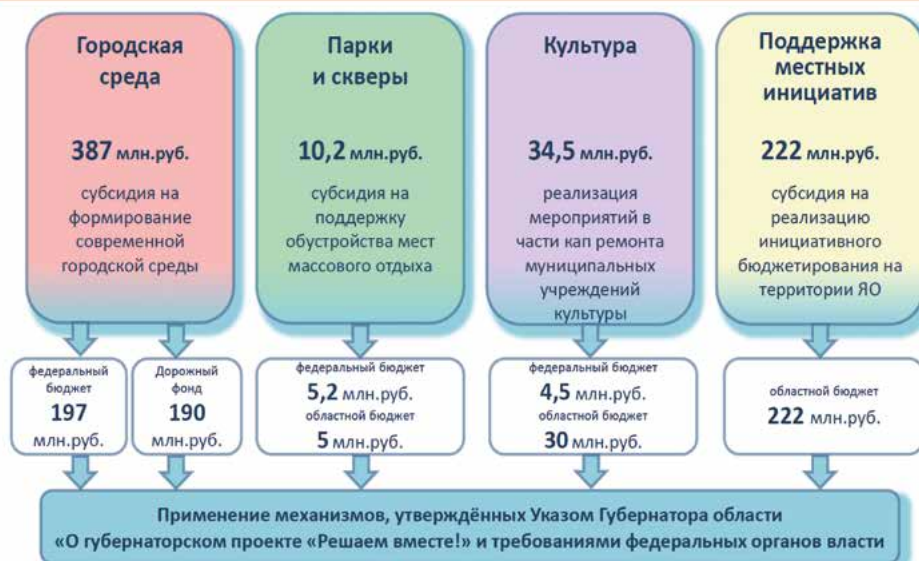 Городская
среда
387 млн.руб.
субсидия на
формирование
современной
городской среды
Парки
и скверы
10,2 млн.руб.
субсидия на
поддержку
обустройства мест
массового отдыха
Культура
34,5 млн.руб.
реализация
мероприятий в
части кап ремонта
муниципальных
учреждений
культуры
Поддержка
местных
инициатив
222 млн.руб.
субсидия на
реализацию
инициативного
бюджетирования на
территории ЯО
федеральный
бюджет
197
млн.руб.
Дорожный
фонд
190
млн.руб.
федеральный бюджет
5,2 млн.руб.
областной бюджет
5 млн.руб.
федеральный бюджет
4,5 млн.руб.
областной бюджет
30 млн.руб.
областной бюджет
222 млн.руб.
Применение механизмов, утверждённых Указом Губернатора области
«О губернаторском проекте «Решаем вместе!» и требованиями федеральных органов власти